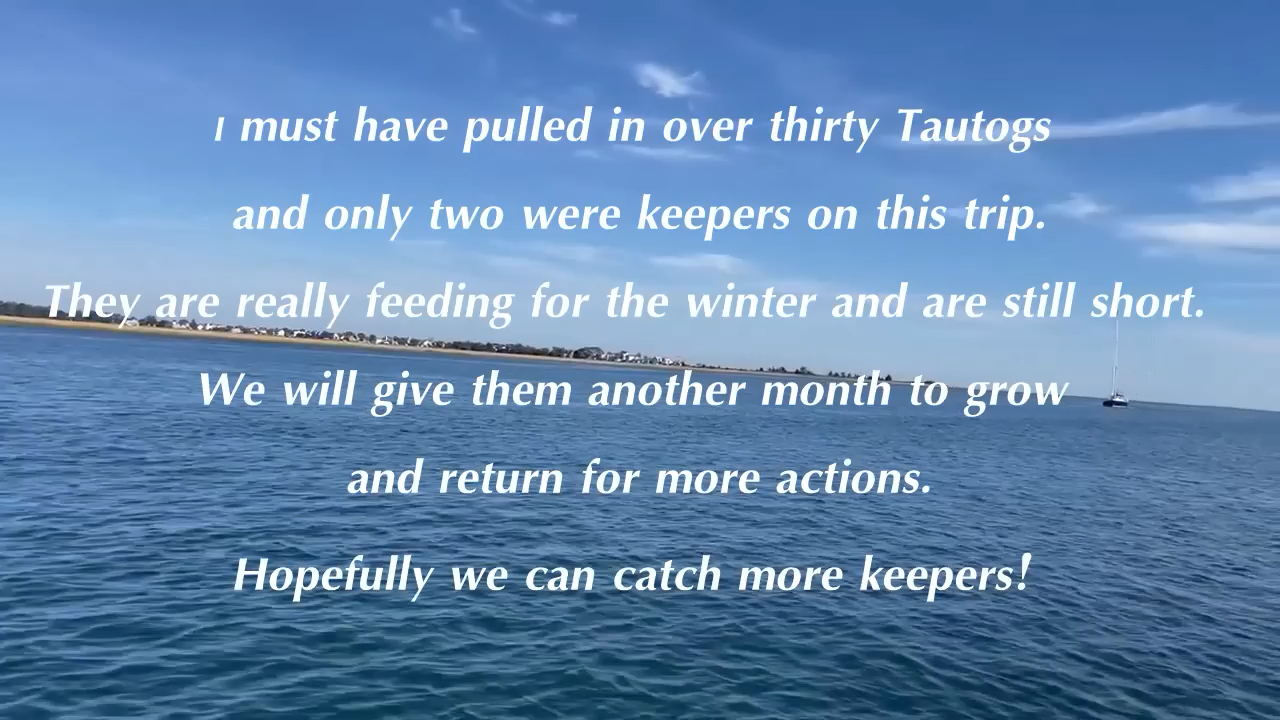 I must have pulled in over thirty Tautogs
and only two were keepers on this trip.
They are really feeding for the winter and are still short.
We will give them another month to grow
and return for more actions.
Hopefully we can catch more keepers!